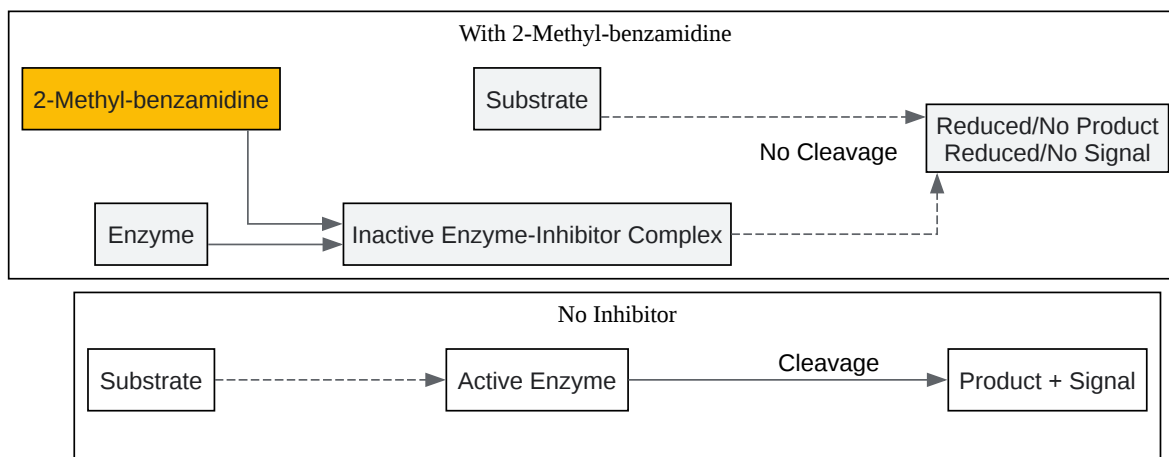 With 2-Methyl-benzamidine
2-Methyl-benzamidine
Substrate
Reduced/No Product
Reduced/No Signal
No Cleavage
Enzyme
Inactive Enzyme-Inhibitor Complex
No Inhibitor
Substrate
Active Enzyme
Cleavage
Product + Signal